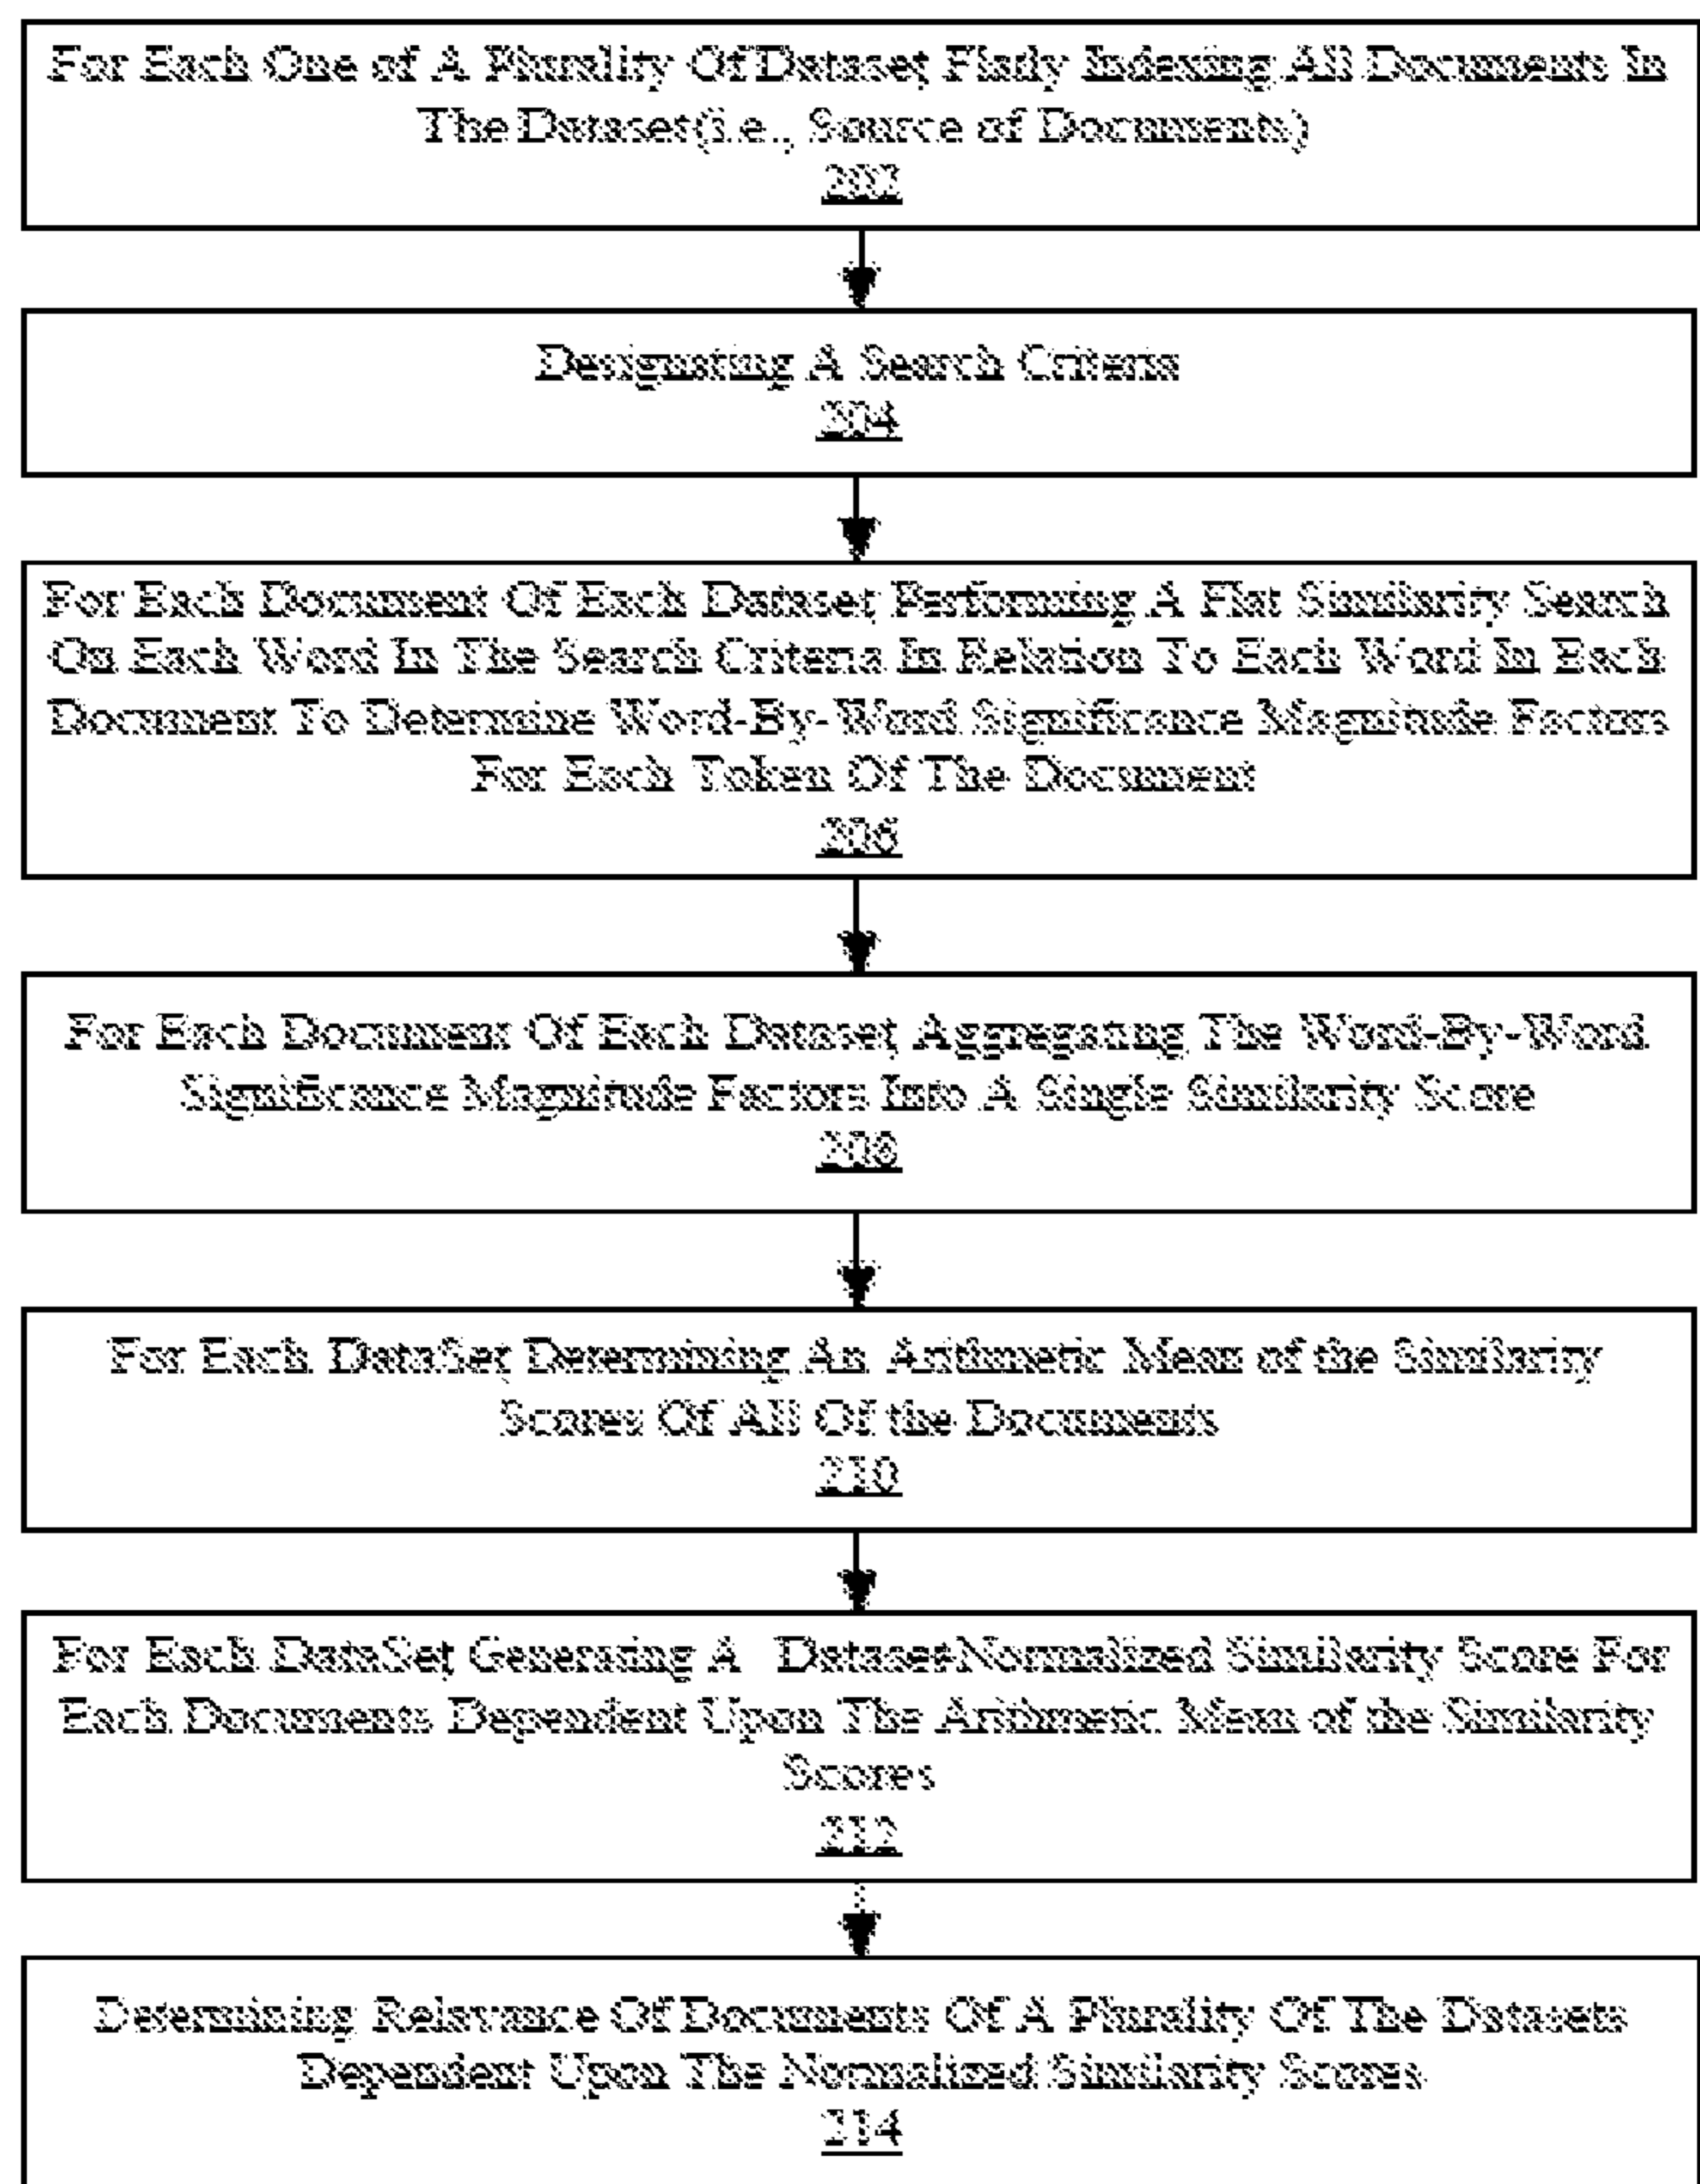 For Each One of A Plurality Of Dataset, Flatly Indexing All Documents In
The Dataset(i.e., Source of Documents)
202
Designating A Search Criteria
204
For Each Document Of Each Dataset, Performing A Flat Similarity Search
On Each Word In The Search Criteria In Relation To Each Word In Each
Document To Determine Word-By-Word Significance Magnitude Factors
For Each Token Of The Document
206
For Each Document Of Each Dataset, Aggregating The Word-By-Word
Significance Magnitude Factors Into A Single Similarity Score
208
For Each DataSet, Determining An Arithmetic Mean of the Similarity
Scores Of All Of the Documents
210
For Each DataSet, Generating A Dataset-Normalized Similarity Score For
Each Documents Dependent Upon The Arithmetic Mean of the Similarity
Scores
212
Determining Relevance Of Documents Of A Plurality Of The Datasets
Dependent Upon The Normalized Similarity Scores
214